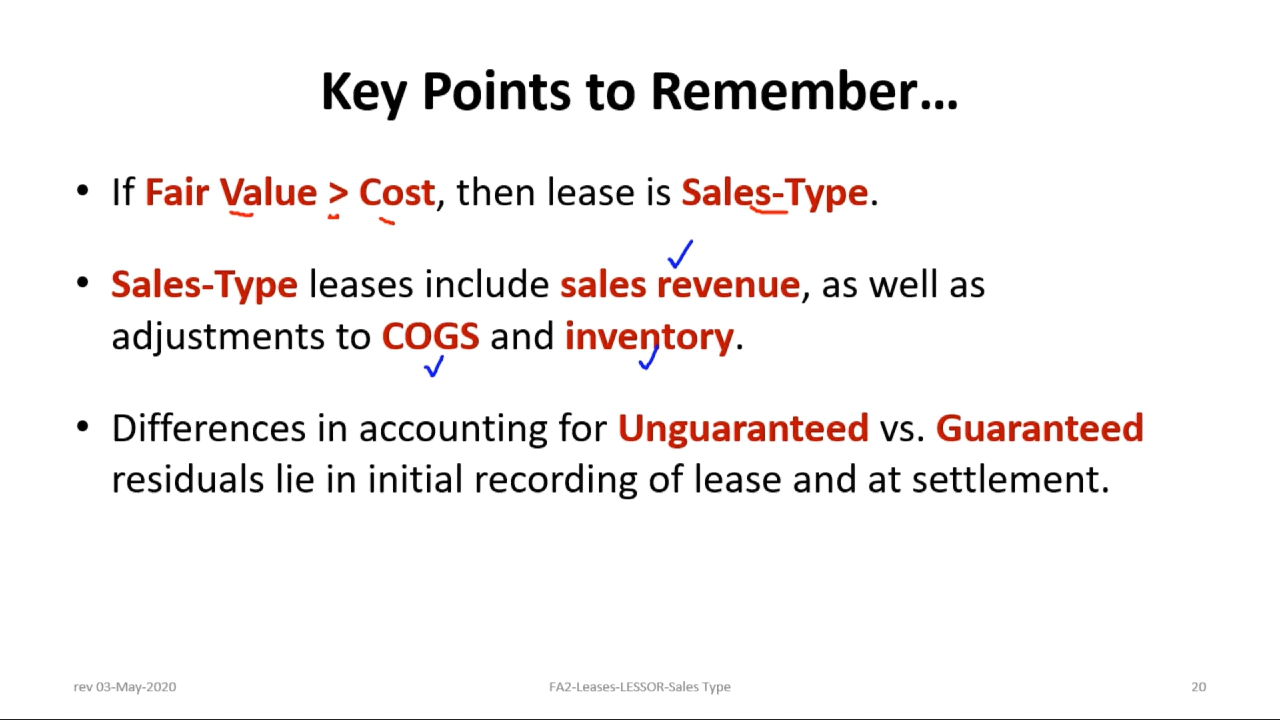 Key Points to Remember...
• If Fair Value > Cost, then lease is Sales-Type.
• Sales-Type leases include sales revenue, as well as
adjustments to COGS and inventory.
• Differences in accounting for Unguaranteed vs. Guaranteed
residuals lie in initial recording of lease and at settlement.
rev 03-May-2020
FA2-Leases-LESSOR-Sales Type
20